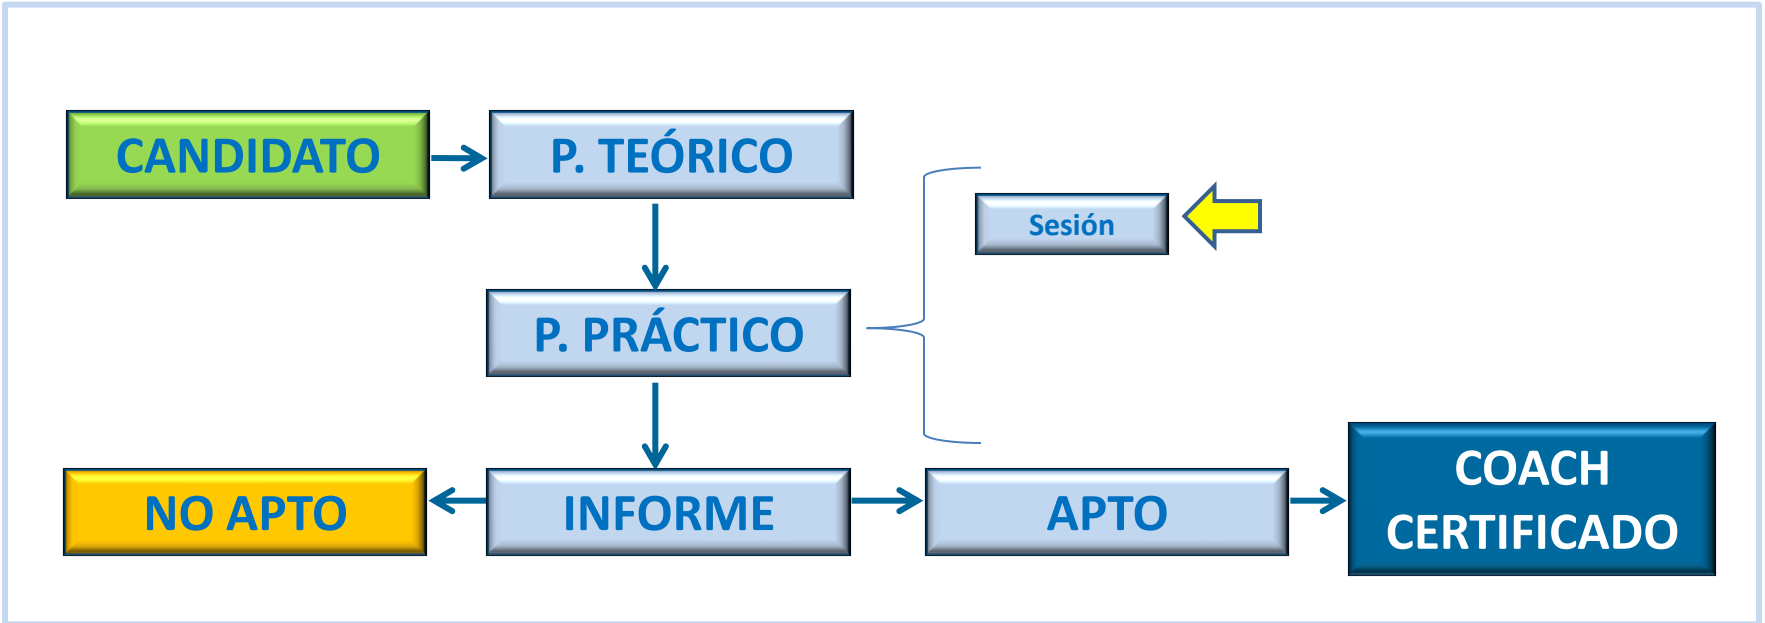 CANDIDATO
P. TEÓRICO
Sesión
P. PRÁCTICO
NO APTO
INFORME
APTO
COACH
CERTIFICADO